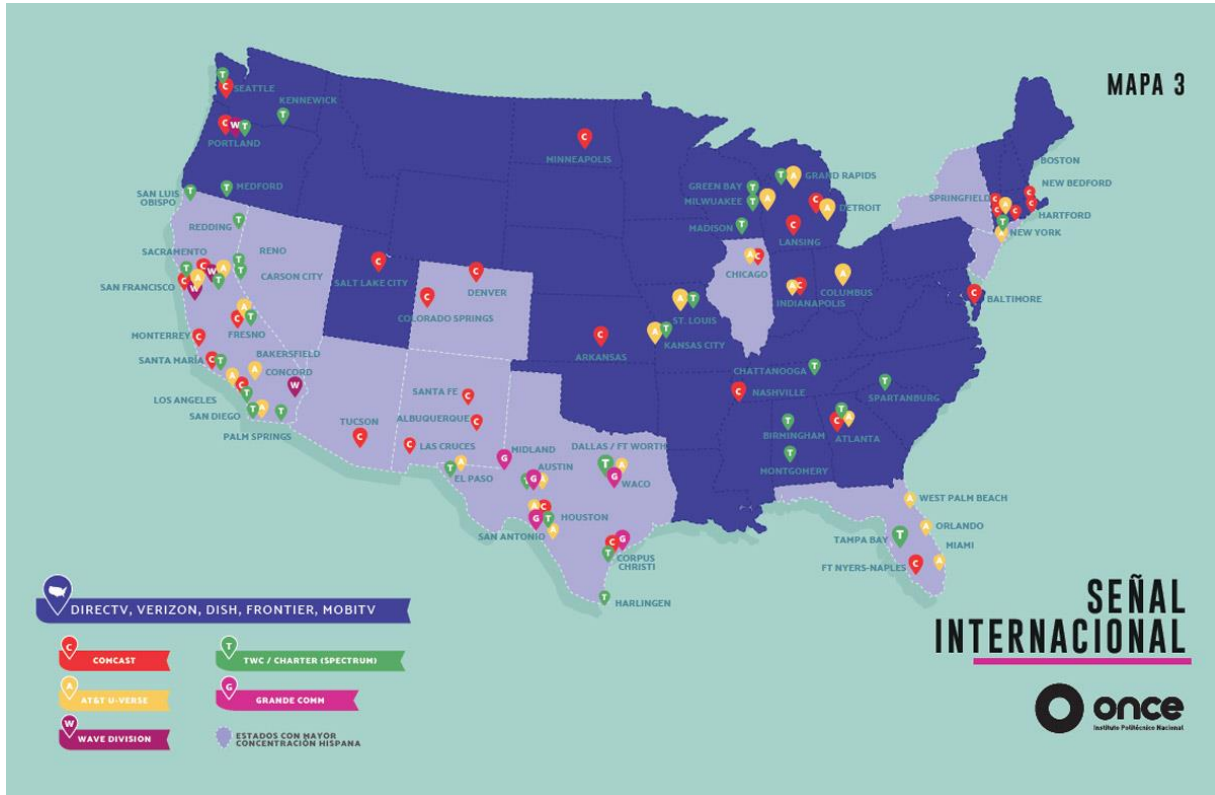 MAPA 3
SEATTLE
KENNEWICK
PORTLAND
MEDFORD
SAN LUIS
OBISPO
REDDING
SACRAMENTO
RENO
CARSON CITY
SAN FRANCISCO
MONTERREY
FRESNO
SANTA MARÍA
BAKERSFIELD
CONCORD
LOS ANGELES
SAN DIEGO
PALM SPRINGS
SALT LAKE CITY
DENVER
COLORADO SPRINGS
MINNEAPOLIS
GREEN BAY
MILWUAKEE
MADISON
GRAND RAPIDS
DETROIT
LANSING
CHICAGO
INDIANAPOLIS
COLUMBUS
ST. LOUIS
KANSAS CITY
ARKANSAS
BOSTON
NEW BEDFORD
SPRINGFIELD
HARTFORD
NEW YORK
BALTIMORE
CHATTANOOGA
NASHVILLE
SPARTANBURG
BIRMINGHAM
ATLANTA
MONTGOHERY
SANTA FE
ALBUQUERQUE
TUCSON
LAS CRUCES
MIDLAND
DALLAS / FT WORTH
EL PASO
AUSTIN
WACO
HOUSTON
SAN ANTONIO
CORPUS
CHRISTI
HARLINGEN
WEST PALM BEACH
ORLANDO
TAMPA BAY
MIAMI
FT NYERS-NAPLES
DIRECTV, VERIZON, DISH, FRONTIER, MOBITV
C COMCAST
T TWC / CHARTER (SPECTRUM)
A AT&T U-VERSE
G GRANDE COMM
W WAVE DIVISION
ESTADOS CON MAYOR
CONCENTRACIÓN HISPANA
SEÑAL
INTERNACIONAL
once
Instituto Politécnico Nacional